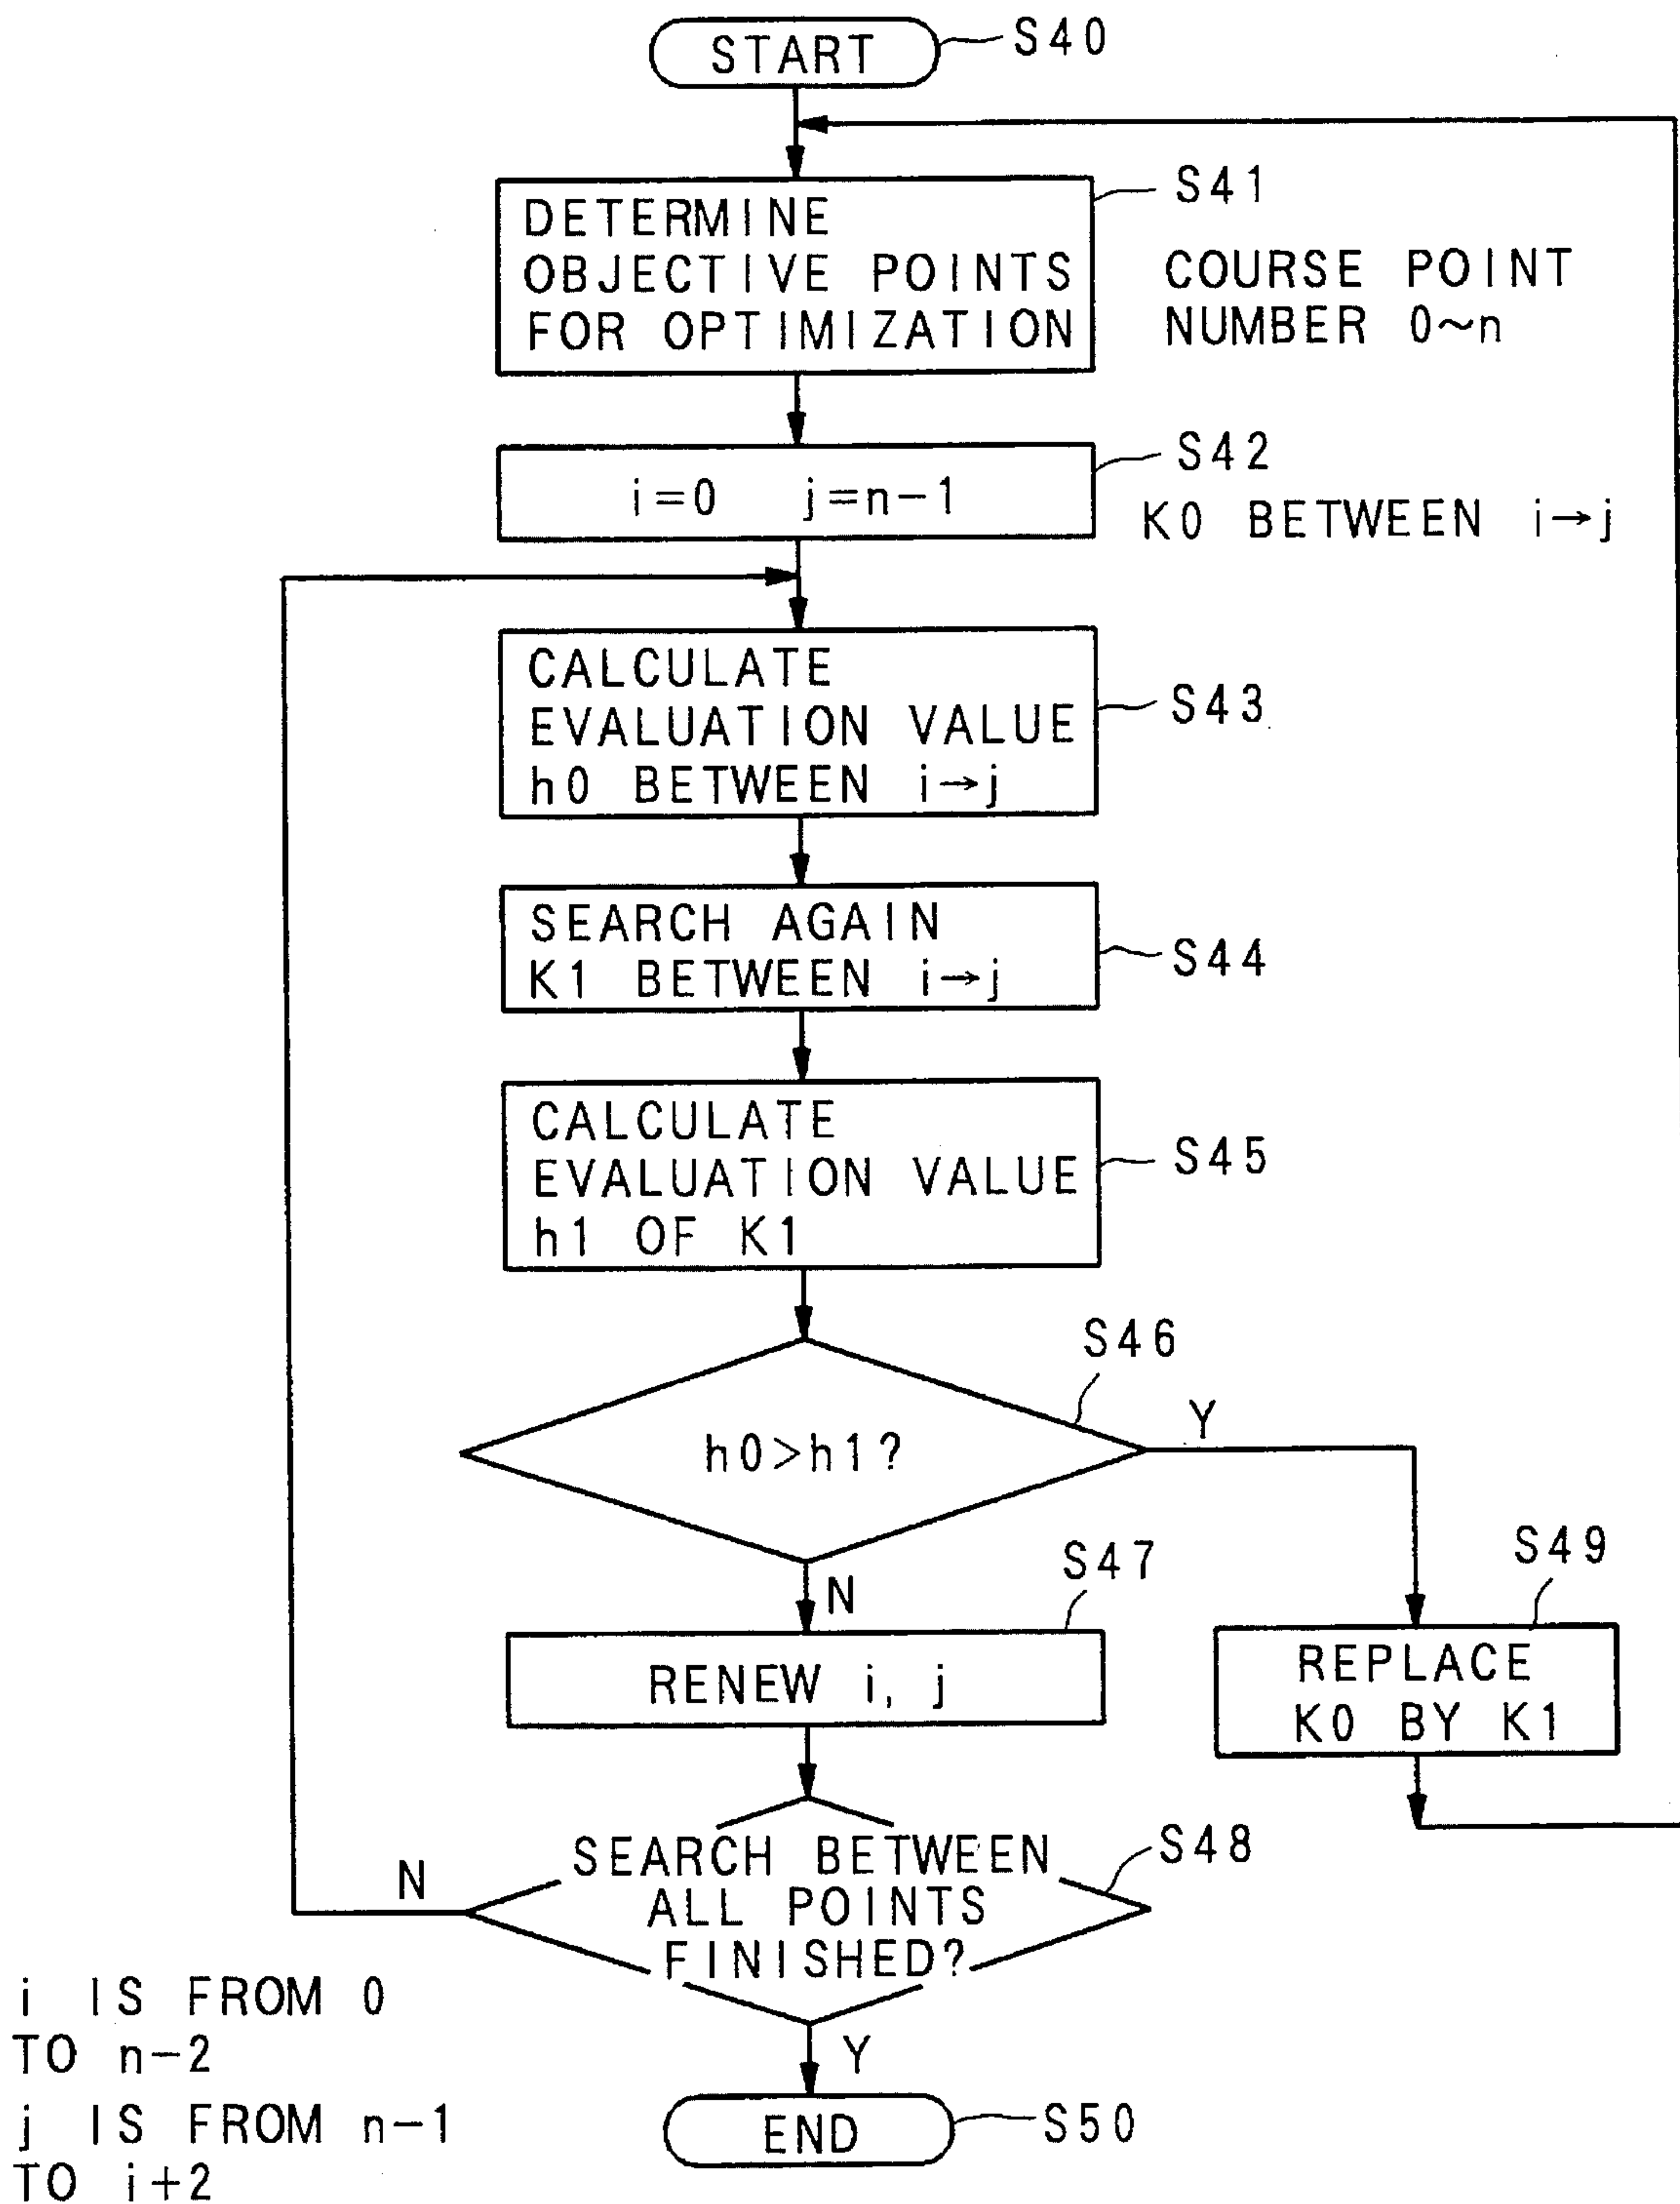 START
S40
S41
DETERMINE
OBJECTIVE POINTS
FOR OPTIMIZATION
COURSE POINT
NUMBER 0~n
S42
i=0 j=n-1
K0 BETWEEN i→j
CALCULATE
EVALUATION VALUE
h0 BETWEEN i→j
S43
SEARCH AGAIN
K1 BETWEEN i→j
S44
CALCULATE
EVALUATION VALUE
h1 OF K1
S45
S46
h0>h1?
Y
N
S47
RENEW i, j
S49
REPLACE
K0 BY K1
S48
SEARCH BETWEEN
ALL POINTS
FINISHED?
N
Y
i IS FROM 0
TO n-2
j IS FROM n-1
TO i+2
END
S50